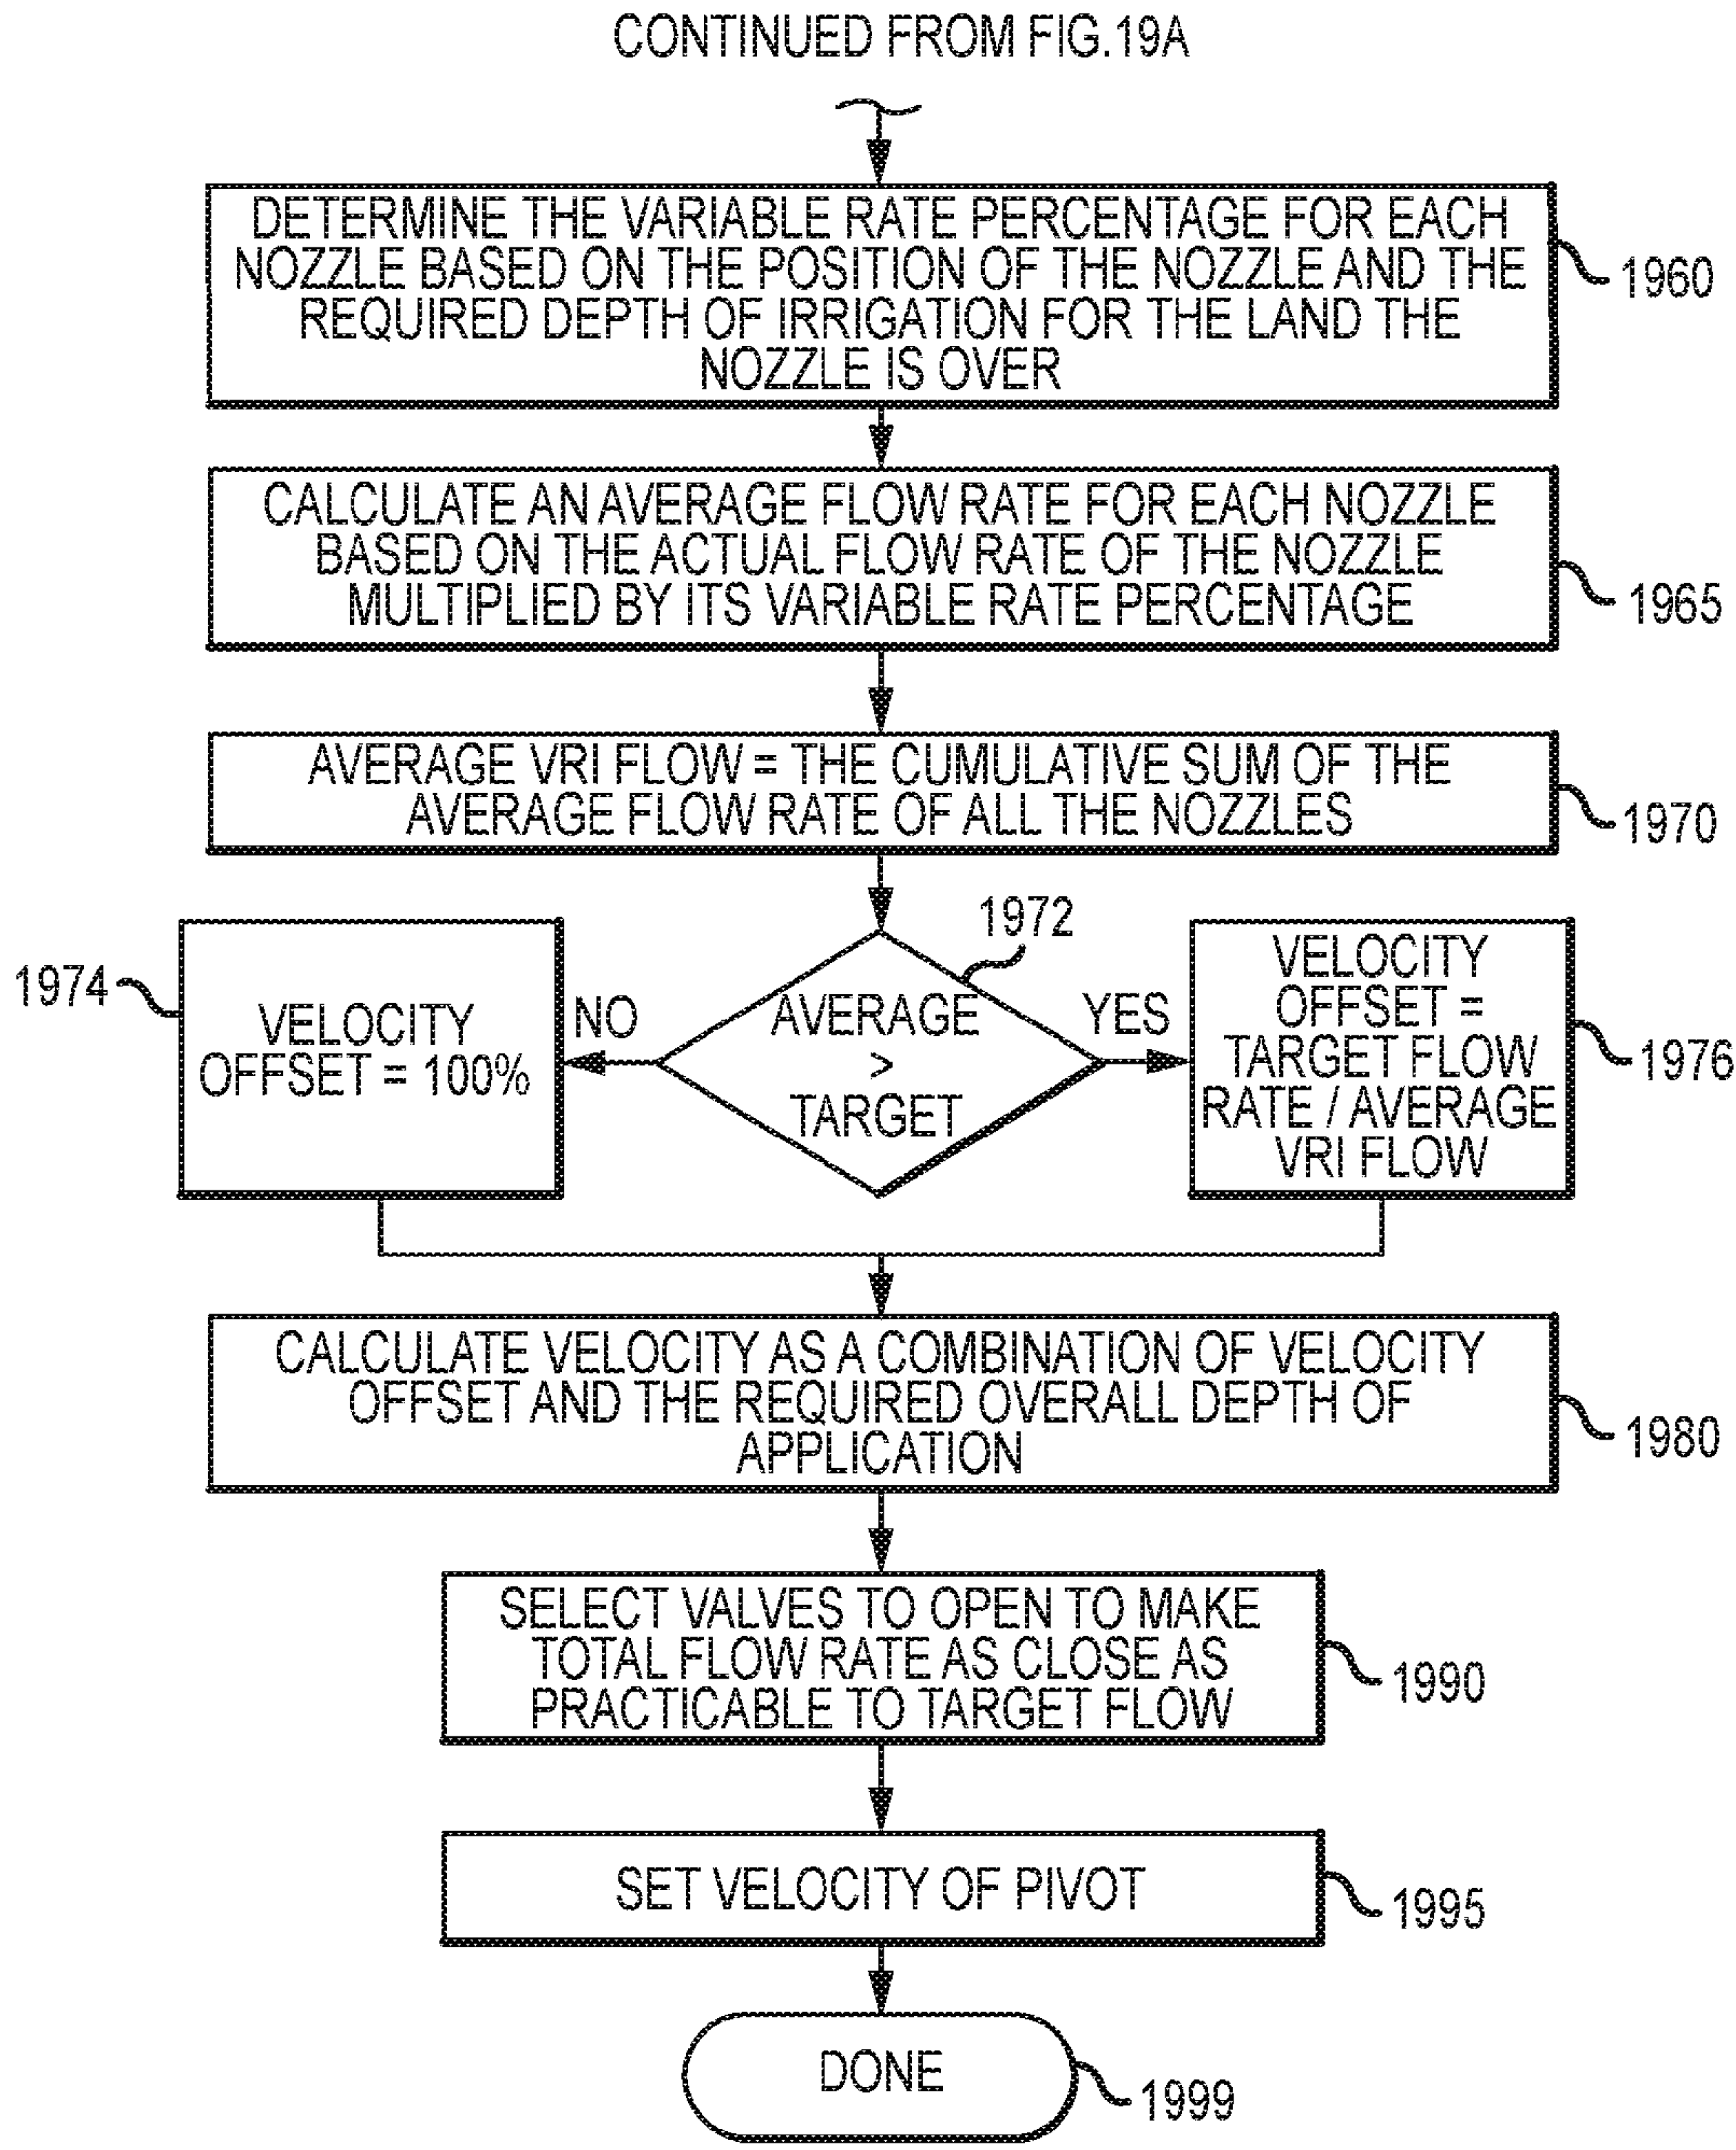 CONTINUED FROM FIG.19A
DETERMINE THE VARIABLE RATE PERCENTAGE FOR EACH
NOZZLE BASED ON THE POSITION OF THE NOZZLE AND THE
REQUIRED DEPTH OF IRRIGATION FOR THE LAND THE
NOZZLE IS OVER
1960
CALCULATE AN AVERAGE FLOW RATE FOR EACH NOZZLE
BASED ON THE ACTUAL FLOW RATE OF THE NOZZLE
MULTIPLIED BY ITS VARIABLE RATE PERCENTAGE
1965
AVERAGE VRI FLOW = THE CUMULATIVE SUM OF THE
AVERAGE FLOW RATE OF ALL THE NOZZLES
1970
1972
1974
VELOCITY
OFFSET = 100%
NO
AVERAGE
>
TARGET
YES
VELOCITY
OFFSET =
TARGET FLOW
RATE / AVERAGE
VRI FLOW
1976
CALCULATE VELOCITY AS A COMBINATION OF VELOCITY
OFFSET AND THE REQUIRED OVERALL DEPTH OF
APPLICATION
1980
SELECT VALVES TO OPEN TO MAKE
TOTAL FLOW RATE AS CLOSE AS
PRACTICABLE TO TARGET FLOW
1990
SET VELOCITY OF PIVOT
1995
DONE
1999